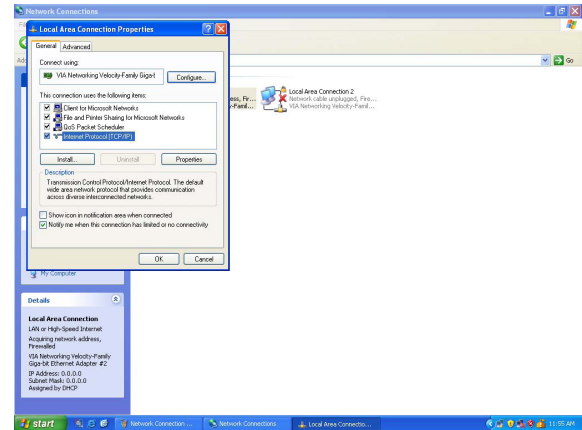 Network Connections
Local Area Connection Properties
General
Advanced
Go
Connect using:
VIA Networking Velocity-Family Giga-t
Configure...
This connection uses the following items:
Client for Microsoft Networks
File and Printer Sharing for Microsoft Networks
QoS Packet Scheduler
Internet Protocol (TCP/IP)
Install...
Uninstall
Properties
Description
Transmission Control Protocol/Internet Protocol. The default
wide area network protocol that provides communication
across diverse interconnected networks.
Show icon in notification area when connected
Notify me when this connection has limited or no connectivity
OK
Cancel
ess, Fir...
y-Famil...
Local Area Connection 2
Network cable unplugged, Fire...
VIA Networking Velocity-Famil...
My Computer
Details
Local Area Connection
LAN or High-Speed Internet
Acquiring network address,
Firewalled
VIA Networking Velocity-Family
Giga-bit Ethernet Adapter #2
IP Address: 0.0.0.0
Subnet Mask: 0.0.0.0
Assigned by DHCP
start
Network Connection ...
Network Connections
Local Area Connectio...
11:55 AM